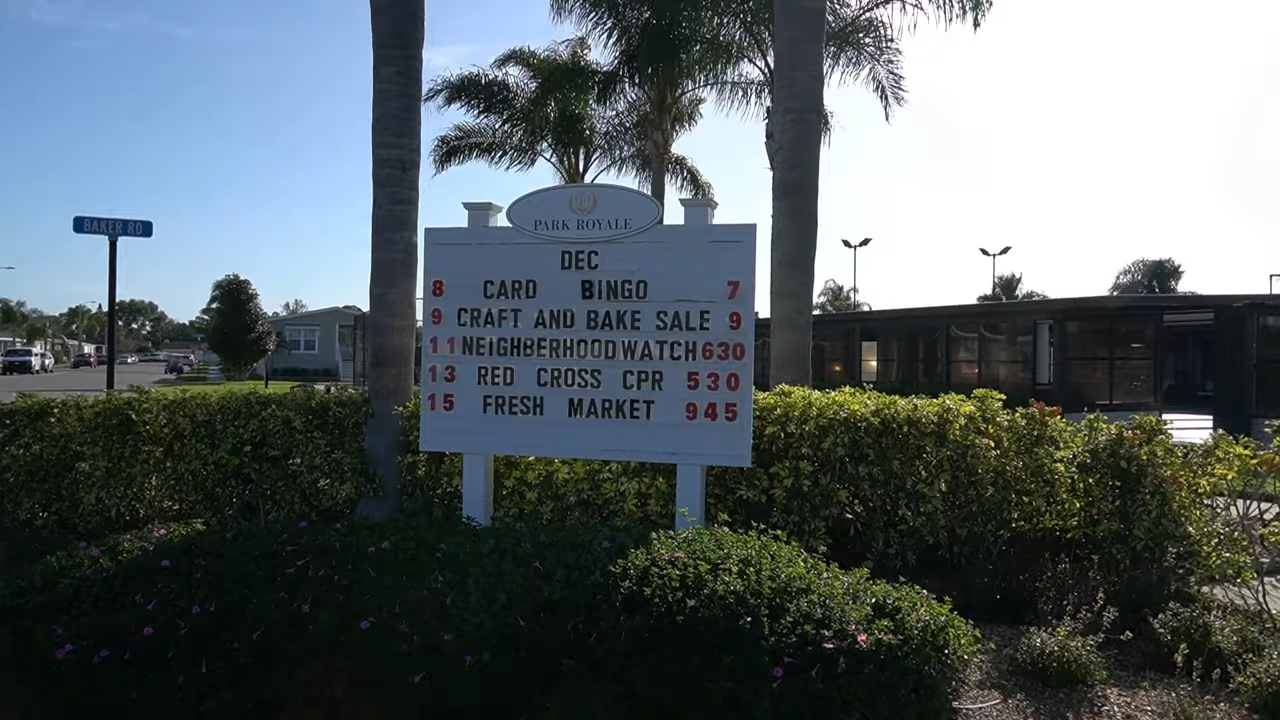 BAKER RD
PARK ROYALE
DEC
8 CARD BINGO 7
9 CRAFT AND BAKE SALE 9
11 NEIGHBERHOOD WATCH 630
13 RED CROSS CPR 530
15 FRESH MARKET 945